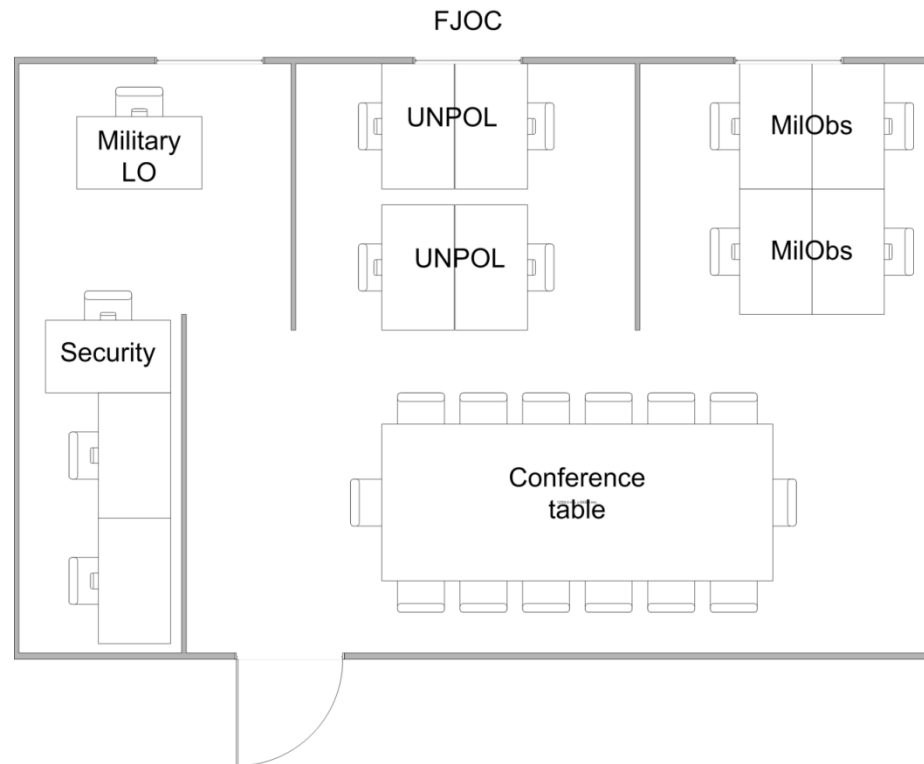 FJOC
Military
LO
UNPOL
MilObs
UNPOL
MilObs
Security
Conference
table